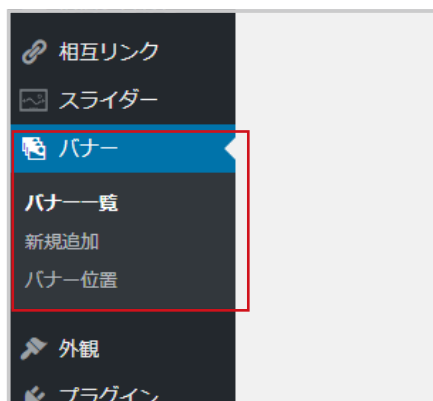 相互リンク
スライダー
バナー
バナー一覧
新規追加
バナー位置
外観
プラグイン